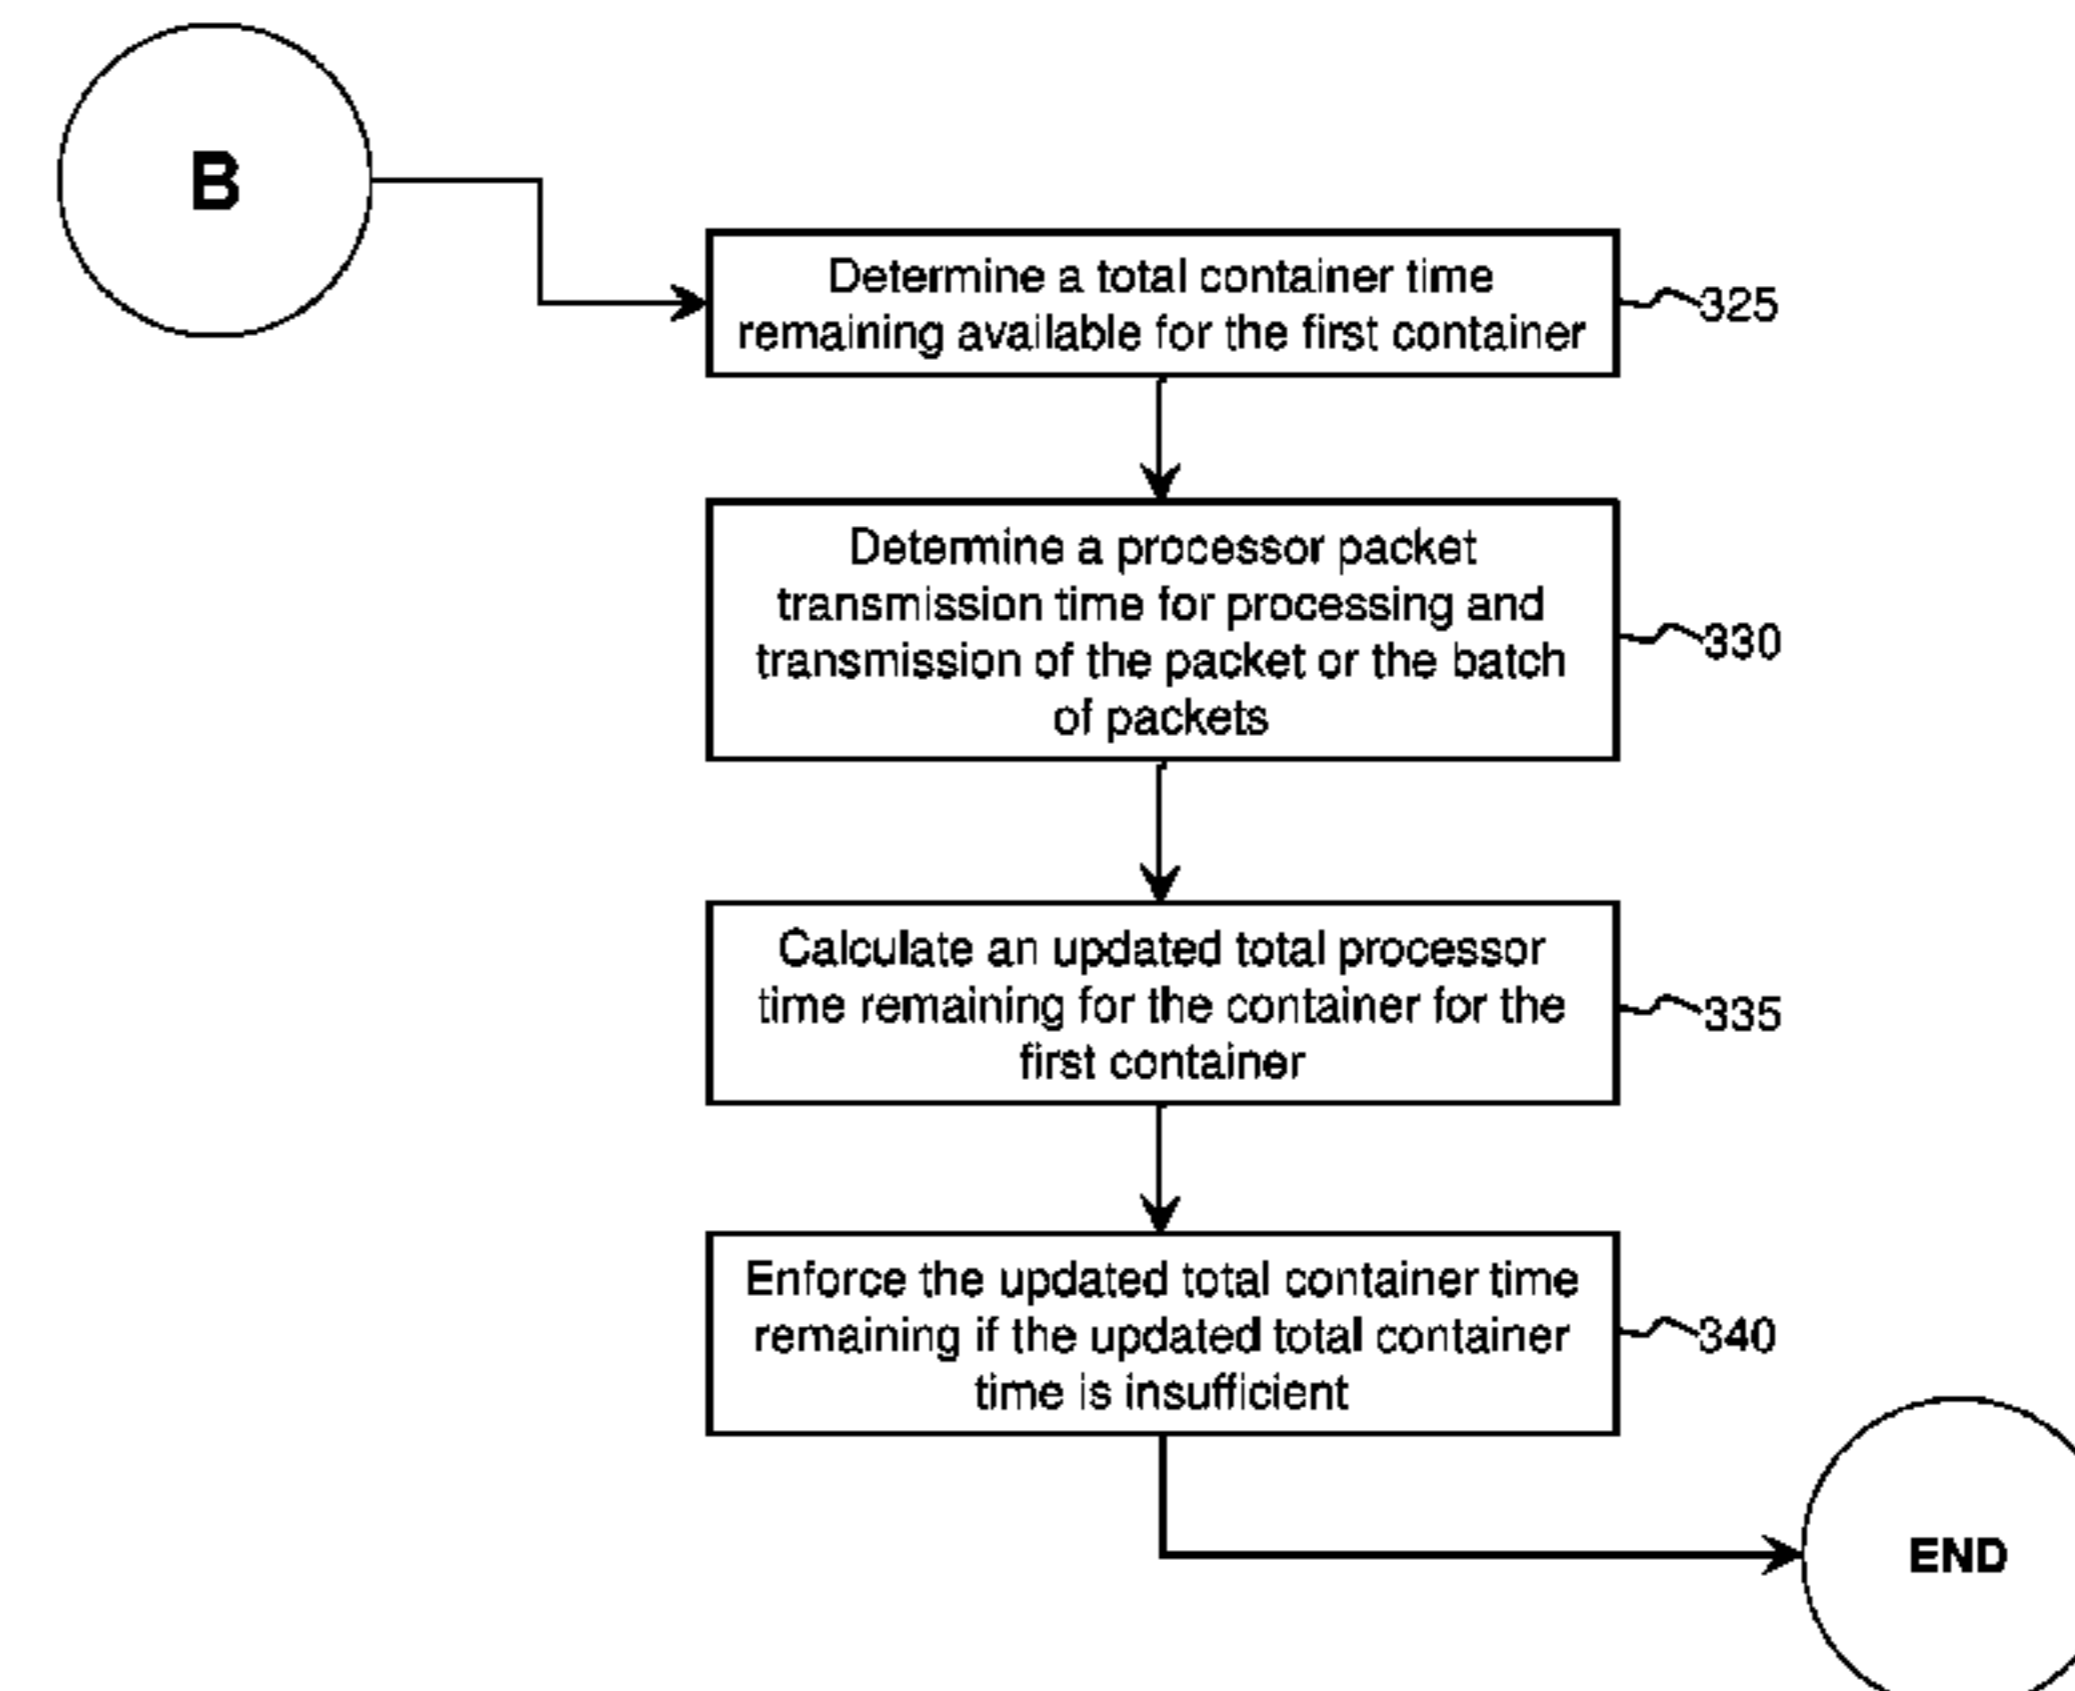 B
Determine a total container time
remaining available for the first container
325
Determine a processor packet
transmission time for processing and
transmission of the packet or the batch
of packets
330
Calculate an updated total processor
time remaining for the container for the
first container
335
Enforce the updated total container time
remaining if the updated total container
time is insufficient
340
END